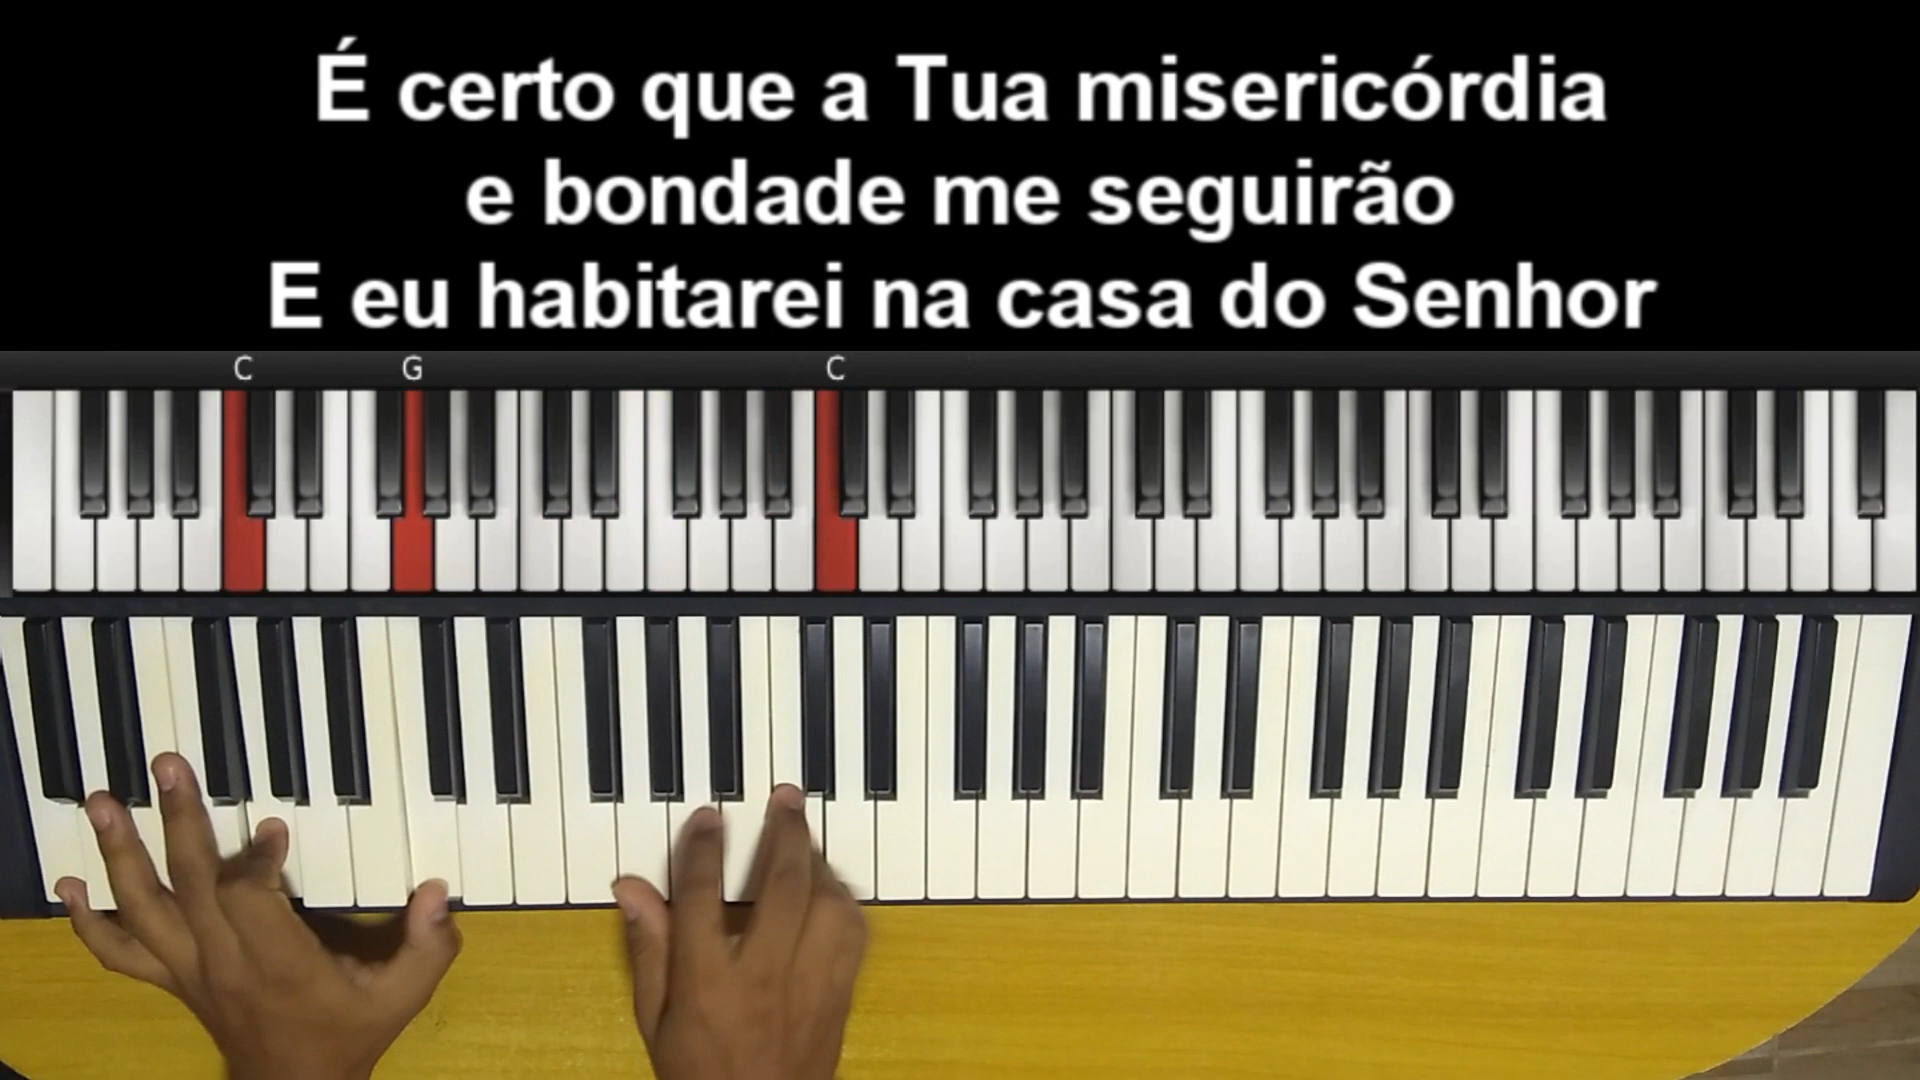 É certo que a Tua misericórdia
e bondade me seguirão
E eu habitarei na casa do Senhor
C G C